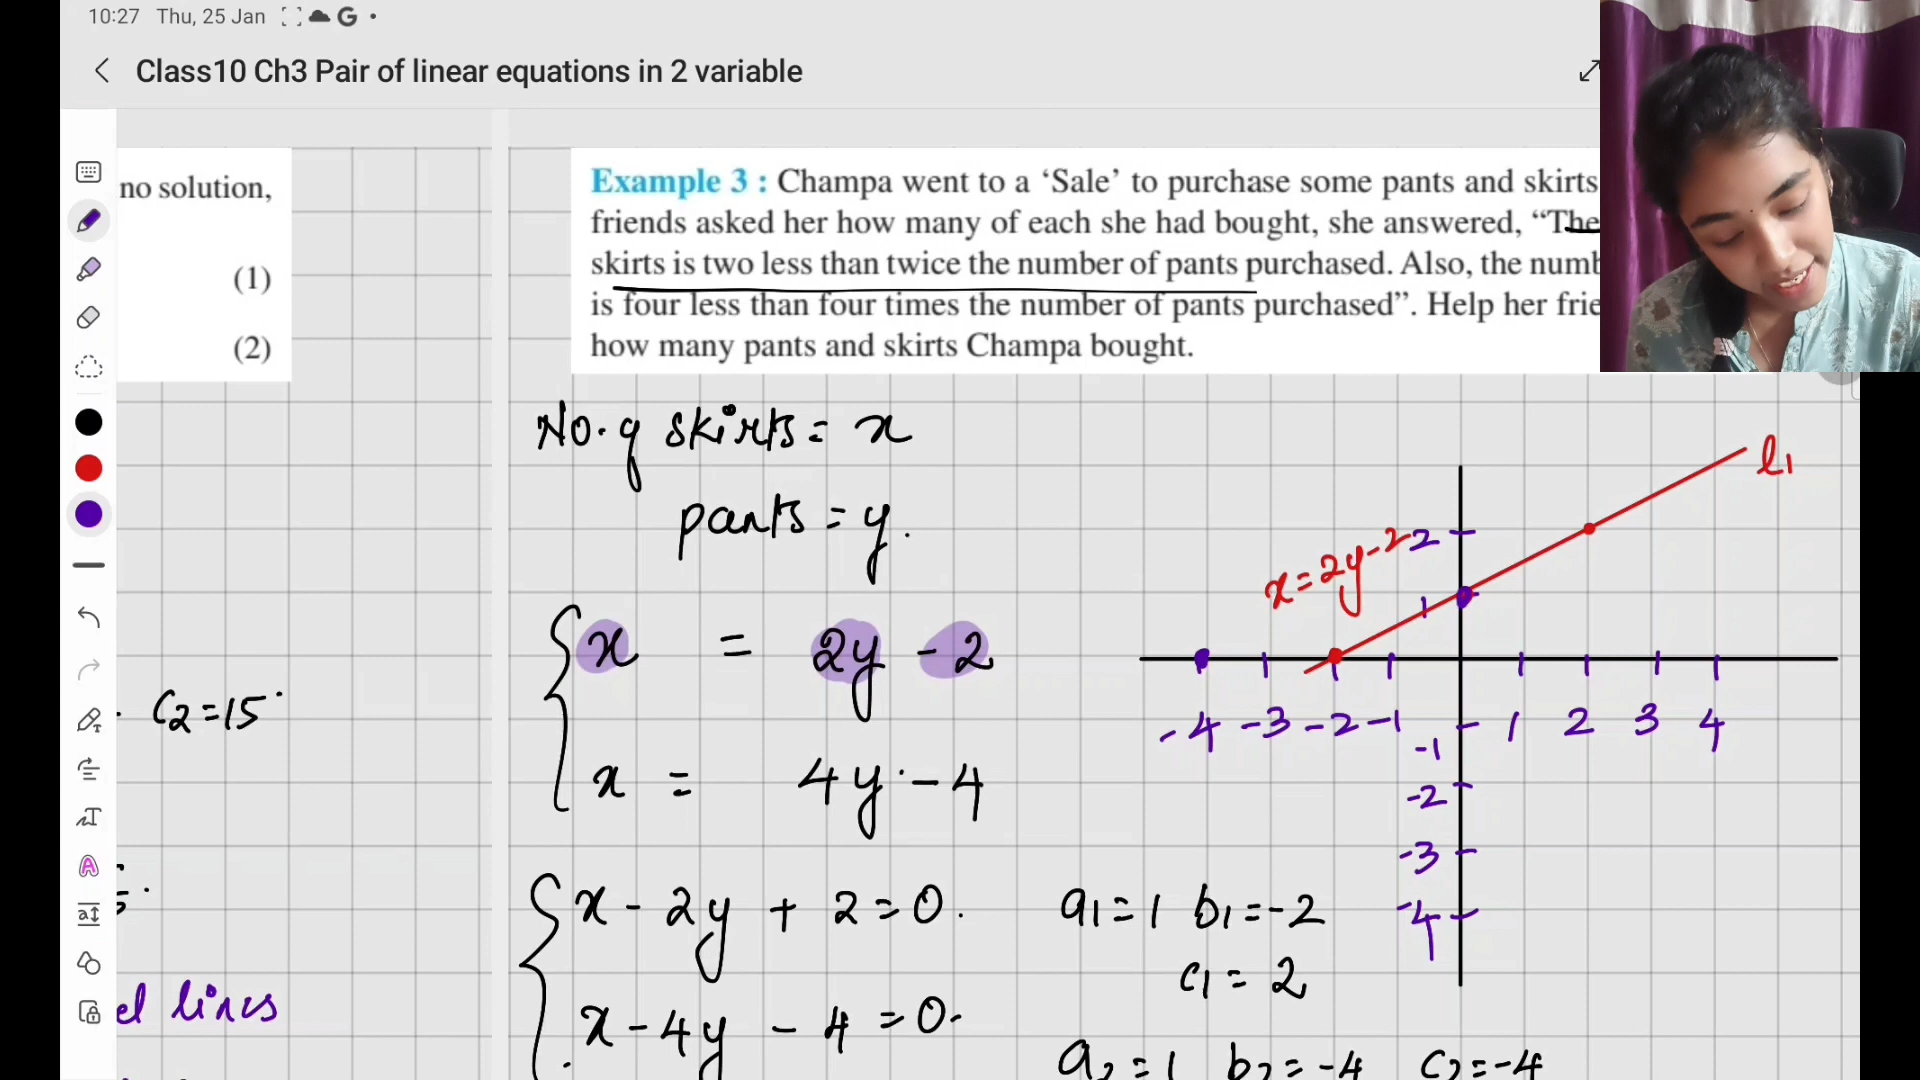 10:27 Thu, 25 Jan G
Class10 Ch3 Pair of linear equations in 2 variable
no solution,
(1)
(2)
Example 3 : Champa went to a ‘Sale’ to purchase some pants and skirts
friends asked her how many of each she had bought, she answered, “The
skirts is two less than twice the number of pants purchased. Also, the numb
is four less than four times the number of pants purchased”. Help her frie
how many pants and skirts Champa bought.
No. of skirts = x
pants = y.
x = 2y - 2
x = 4y - 4
x - 2y + 2 = 0.
x - 4y - 4 = 0.
l1
x = 2y - 2
2
1
-4 -3 -2 -1 1 2 3 4
-1
-2
-3
-4
a1 = 1 b1 = -2
c1 = 2
a2 = 1 b2 = -4 c2 = -4
C2 = 15
el lines